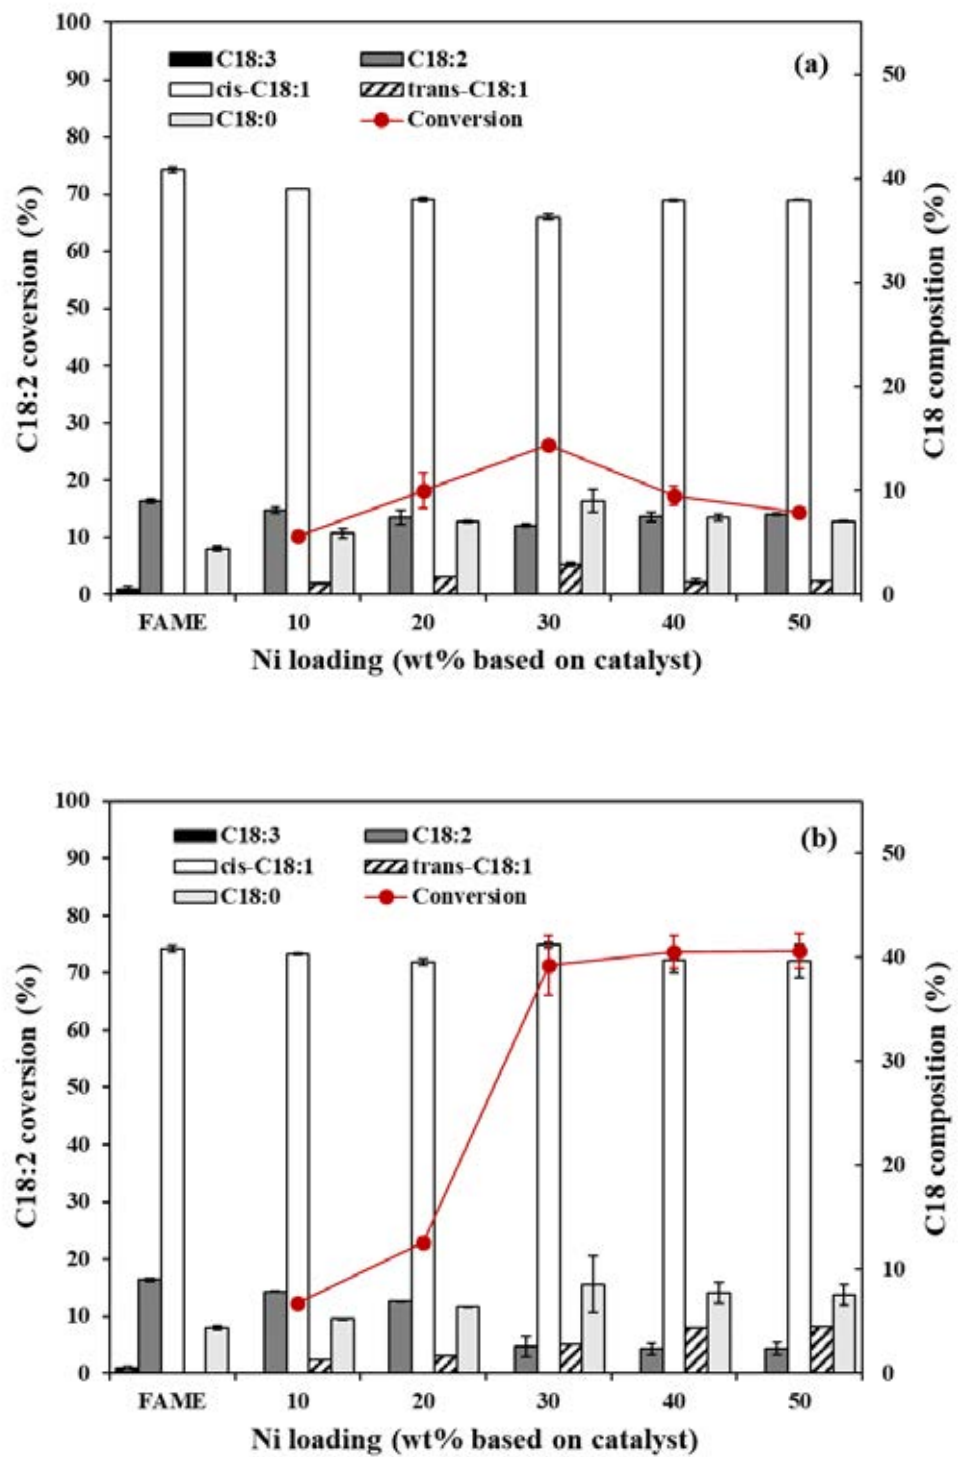 100
90
80
70
60
50
40
30
20
10
0
C18:2 coversion (%)
C18:3 C18:2
cis-C18:1 trans-C18:1
C18:0 Conversion
(a)
50
40
30
20
10
0
C18 composition (%)
FAME 10 20 30 40 50
Ni loading (wt% based on catalyst)
100
90
80
70
60
50
40
30
20
10
0
C18:2 coversion (%)
C18:3 C18:2
cis-C18:1 trans-C18:1
C18:0 Conversion
(b)
50
40
30
20
10
0
C18 composition (%)
FAME 10 20 30 40 50
Ni loading (wt% based on catalyst)